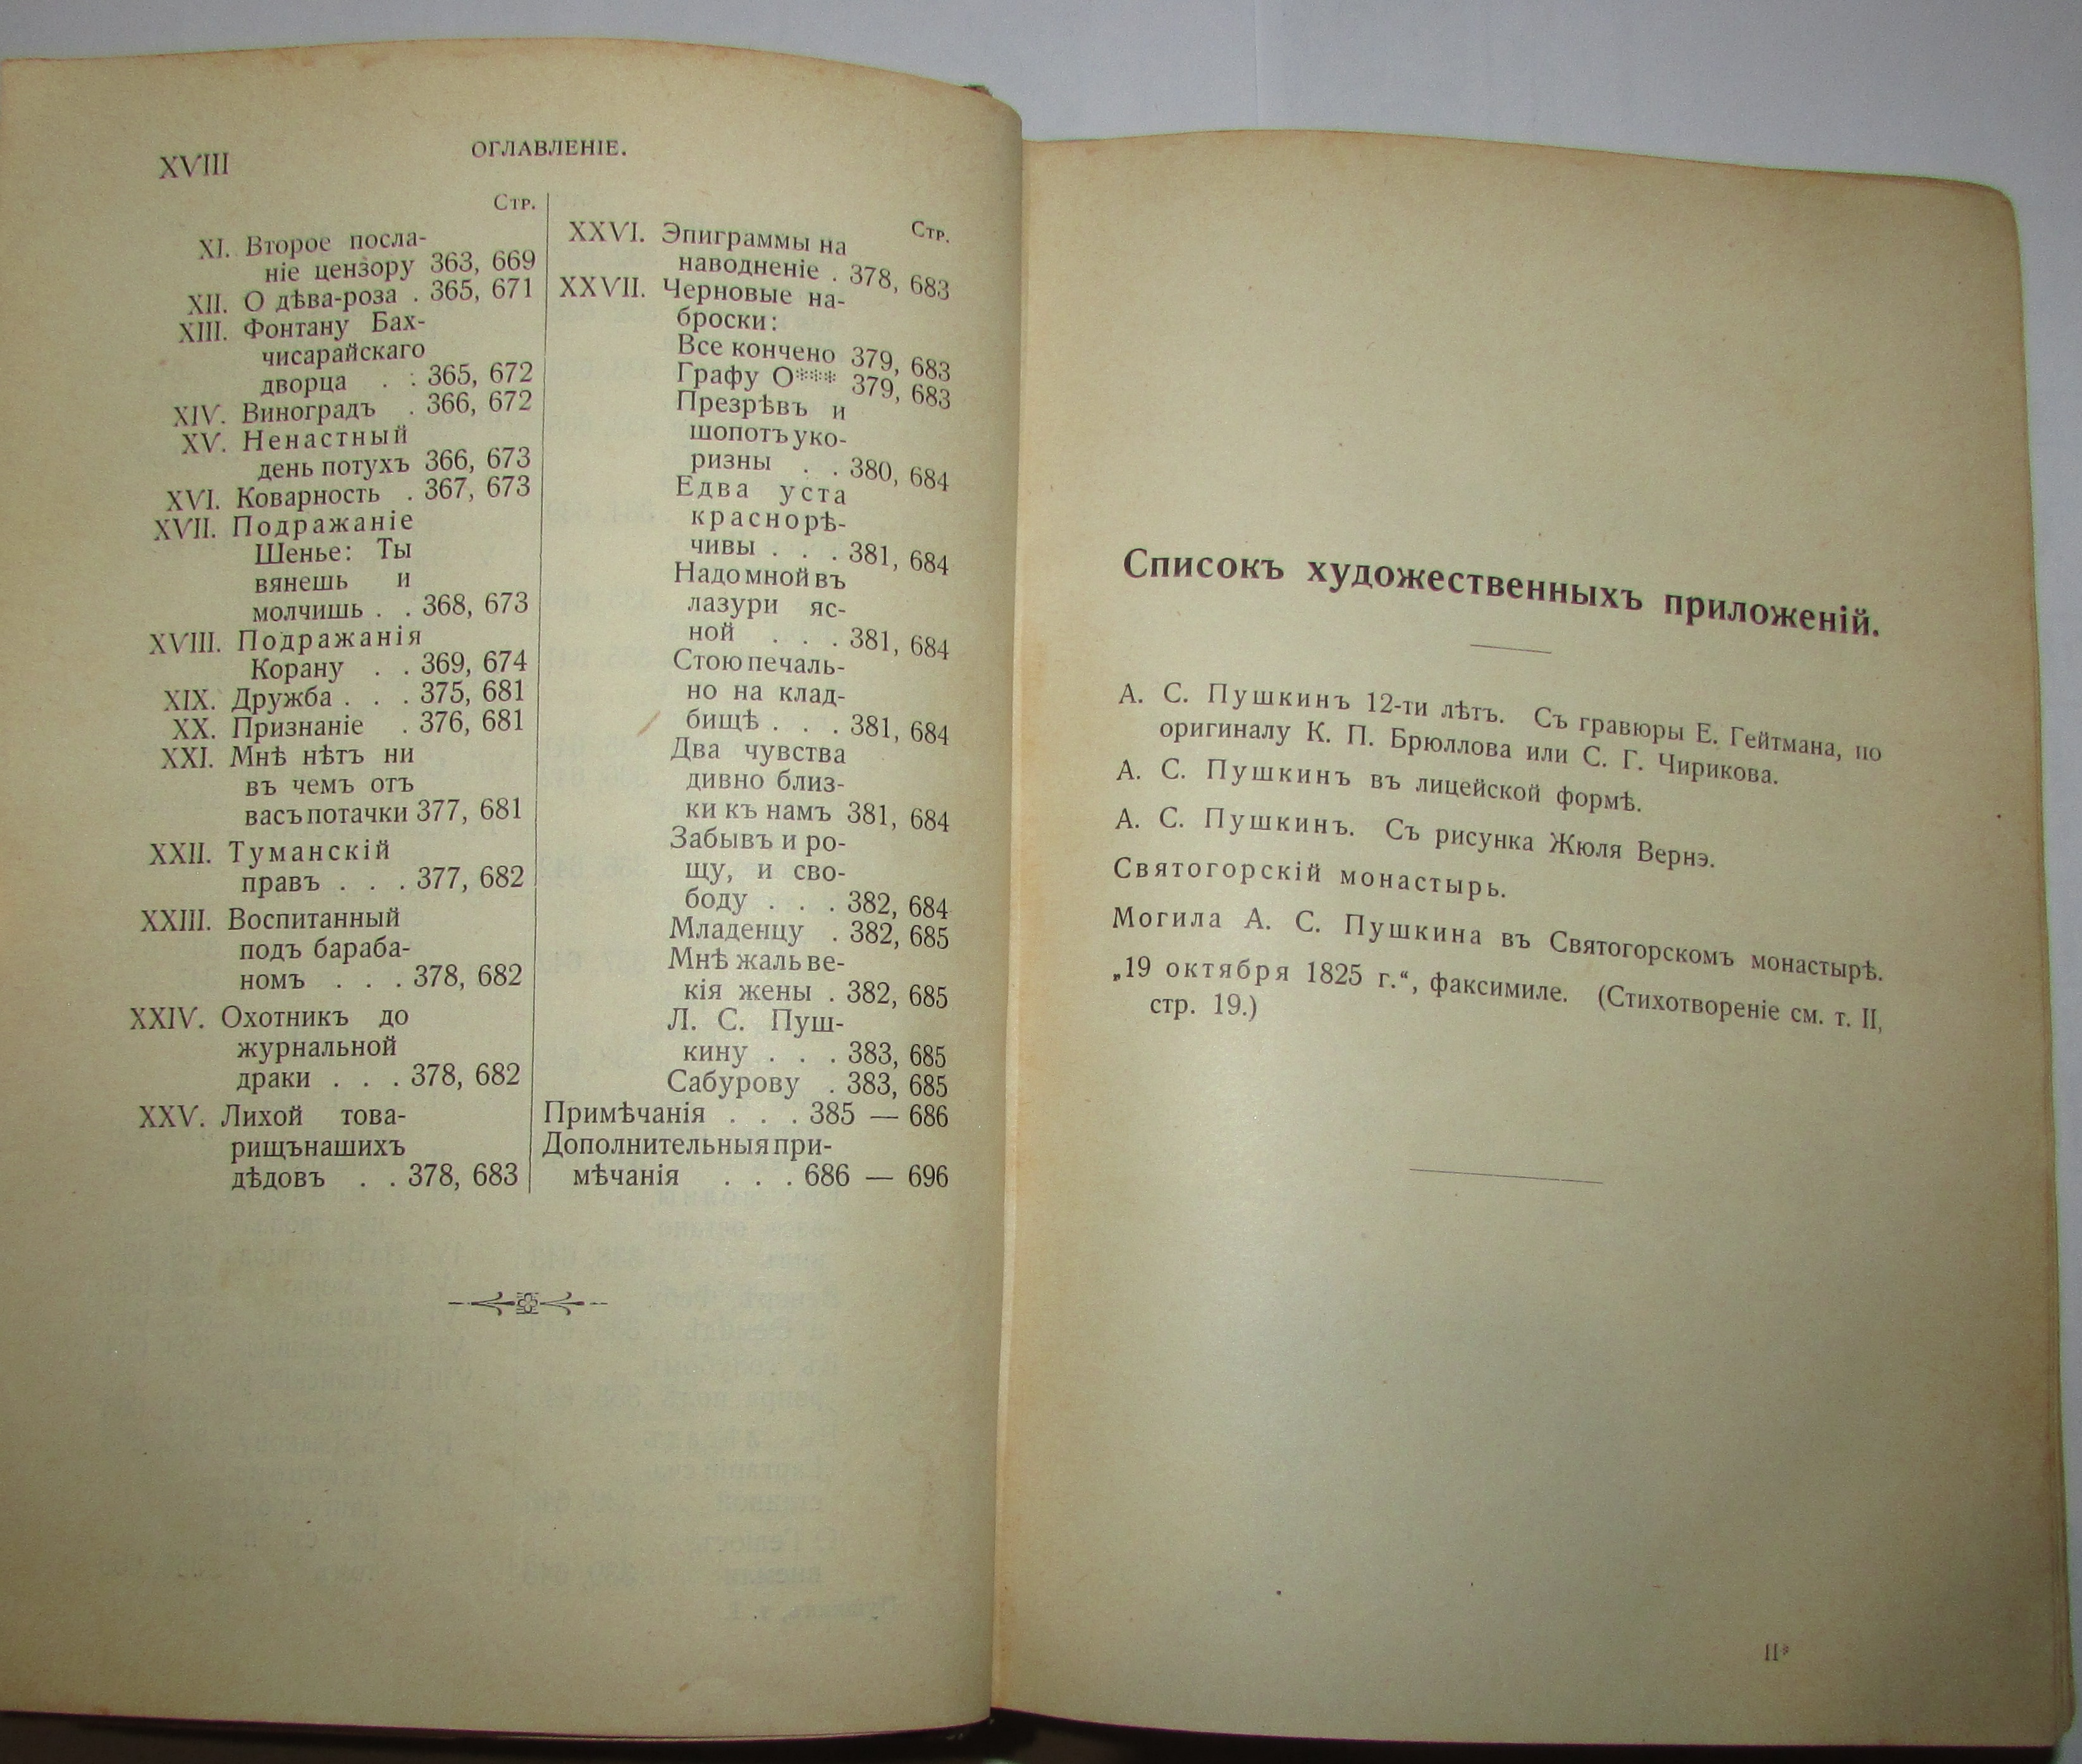 XVIII
ОГЛАВЛЕНІЕ.
Стр.
XI. Второе посла-
ніе цензору 363, 669
XII. О дѣва-роза . 365, 671
XIII. Фонтану Бах-
чисарайскаго
дворца . . 365, 672
XIV. Виноградъ . 366, 672
XV. Ненастный
день потухъ 366, 673
XVI. Коварность . 367, 673
XVII. Подражаніе
Шенье: Ты
вянешь и
молчишь . . 368, 673
XVIII. Подражанія
Корану . . 369, 674
XIX. Дружба . . . 375, 681
XX. Признаніе . 376, 681
XXI. Мнѣ нѣтъ ни
въ чемъ отъ
васъ потачки 377, 681
XXII. Туманскій
правъ . . . 377, 682
XXIII. Воспитанный
подъ бараба-
номъ . . . 378, 682
XXIV. Охотникъ до
журнальной
драки . . . 378, 682
XXV. Лихой това-
рищъ нашихъ
дѣдовъ . . 378, 683
Стр.
XXVI. Эпиграммы на
наводненіе . 378, 683
XXVII. Черновые на-
броски:
Все кончено 379, 683
Графу О*** 379, 683
Презрѣвъ и
шопотъ уко-
ризны . . 380, 684
Едва уста
краснорѣ-
чивы . . . 381, 684
Надо мной въ
лазури яс-
ной . . . 381, 684
Стою печаль-
но на клад-
бищѣ . . . 381, 684
Два чувства
дивно близ-
ки къ намъ 381, 684
Забывъ и ро-
щу, и сво-
боду . . . 382, 684
Младенцу . 382, 685
Мнѣ жаль ве-
кія жены . 382, 685
Л. С. Пуш-
кину . . . 383, 685
Сабурову . 383, 685
Примѣчанія . . . 385 — 686
Дополнительныя при-
мѣчанія . . . 686 — 696
Списокъ художественныхъ приложеній.
А. С. Пушкинъ 12-ти лѣтъ. Съ гравюры Е. Гейтмана, по
оригиналу К. П. Брюллова или С. Г. Чирикова.
А. С. Пушкинъ въ лицейской формѣ.
А. С. Пушкинъ. Съ рисунка Жюля Вернэ.
Святогорскій монастырь.
Могила А. С. Пушкина въ Святогорскомъ монастырѣ.
„19 октября 1825 г.“, факсимиле. (Стихотвореніе см. т. II,
стр. 19.)
II*